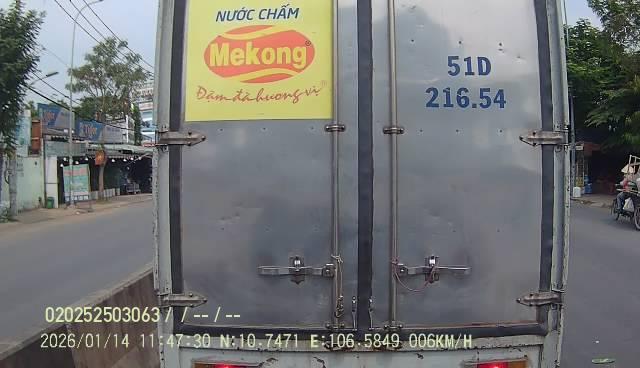 NƯỚC CHẤM
Mekong®
Đậm đà hương vị
51D
216.54
020252503063 / / -- / --
2026/01/14 11:47:30 N:10.7471 E:106.5849 006KM/H